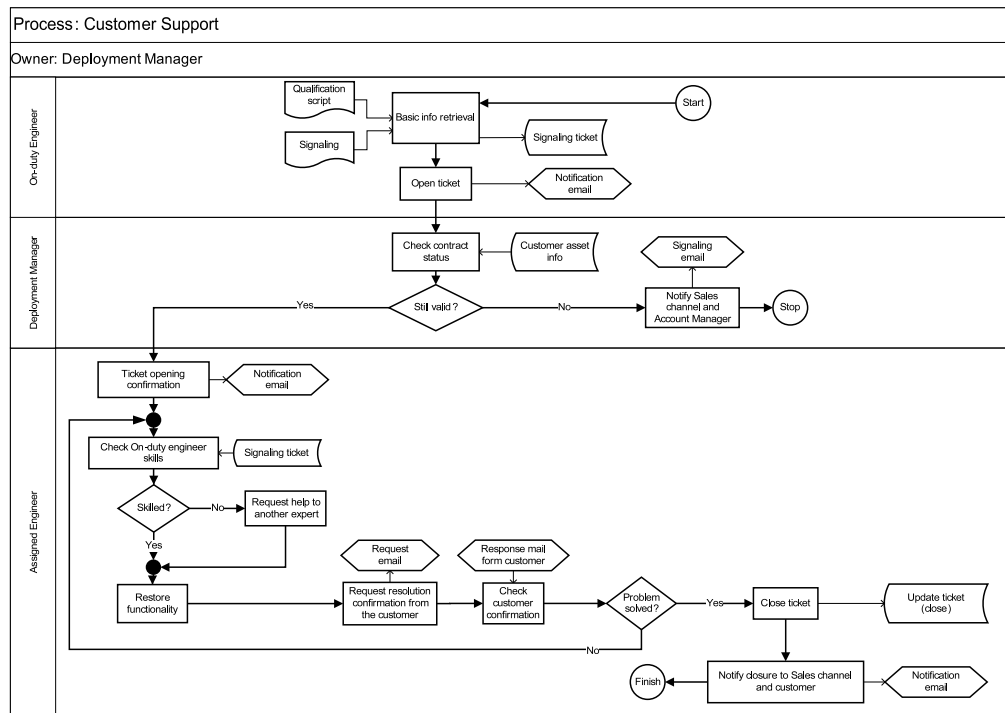 Process: Customer Support
Owner: Deployment Manager
On-duty Engineer
Qualification
script
Basic info retrieval
Start
Signaling
Signaling ticket
Open ticket
Notification
email
Deployment Manager
Check contract
status
Customer asset
info
Signaling
email
Yes
Still valid?
No
Notify Sales
channel and
Account Manager
Stop
Assigned Engineer
Ticket opening
confirmation
Notification
email
Check On-duty engineer
skills
Signaling ticket
Skilled?
No
Request help to
another expert
Yes
Request
email
Response mail
form customer
Restore
functionality
Request resolution
confirmation from
the customer
Check
customer
confirmation
Problem
solved?
Yes
Close ticket
Update ticket
(close)
No
Finish
Notify closure to Sales channel
and customer
Notification
email